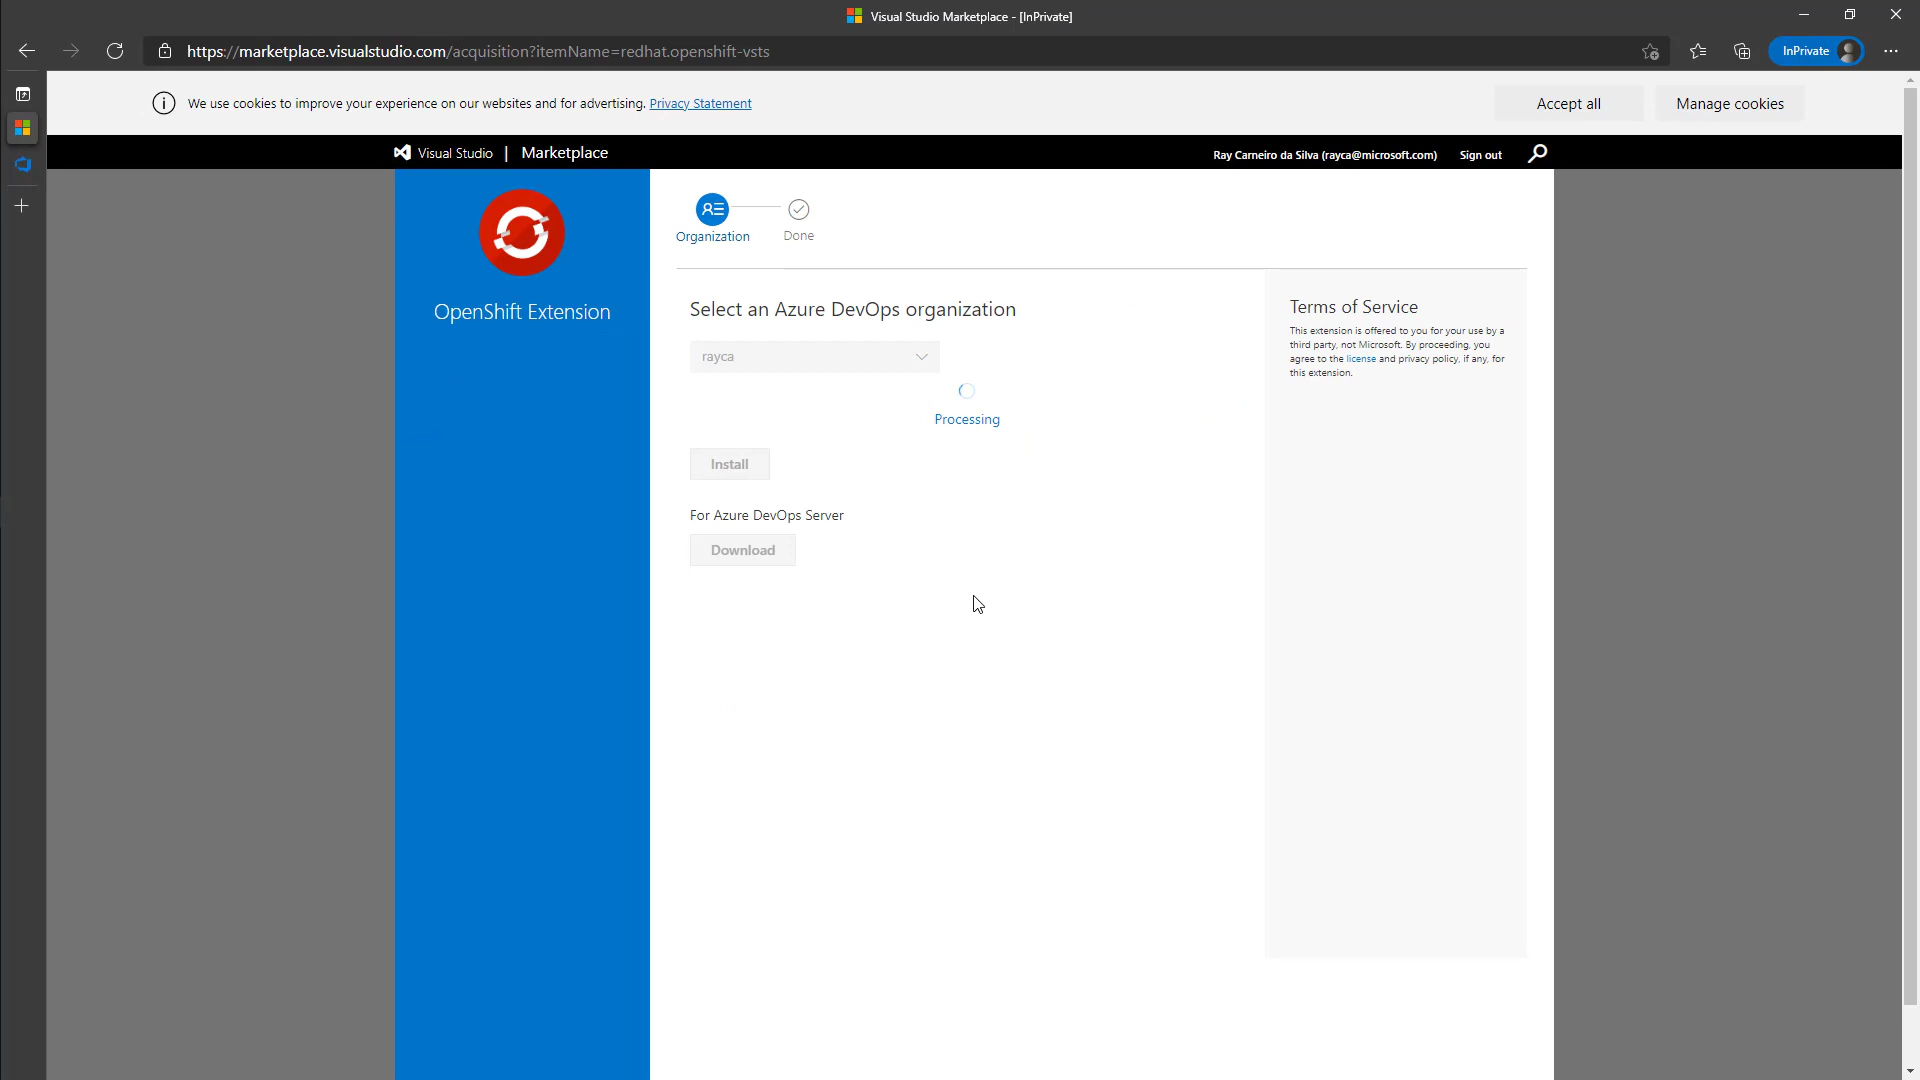 Visual Studio Marketplace - [InPrivate]
https://marketplace.visualstudio.com/acquisition?itemName=redhat.openshift-vsts
InPrivate
We use cookies to improve your experience on our websites and for advertising. Privacy Statement
Accept all
Manage cookies
Visual Studio | Marketplace
Ray Carneiro da Silva (rayca@microsoft.com)
Sign out
OpenShift Extension
Organization
Done
Select an Azure DevOps organization
rayca
Processing
Install
For Azure DevOps Server
Download
Terms of Service
This extension is offered to you for your use by a
third party, not Microsoft. By proceeding, you
agree to the license and privacy policy, if any, for
this extension.